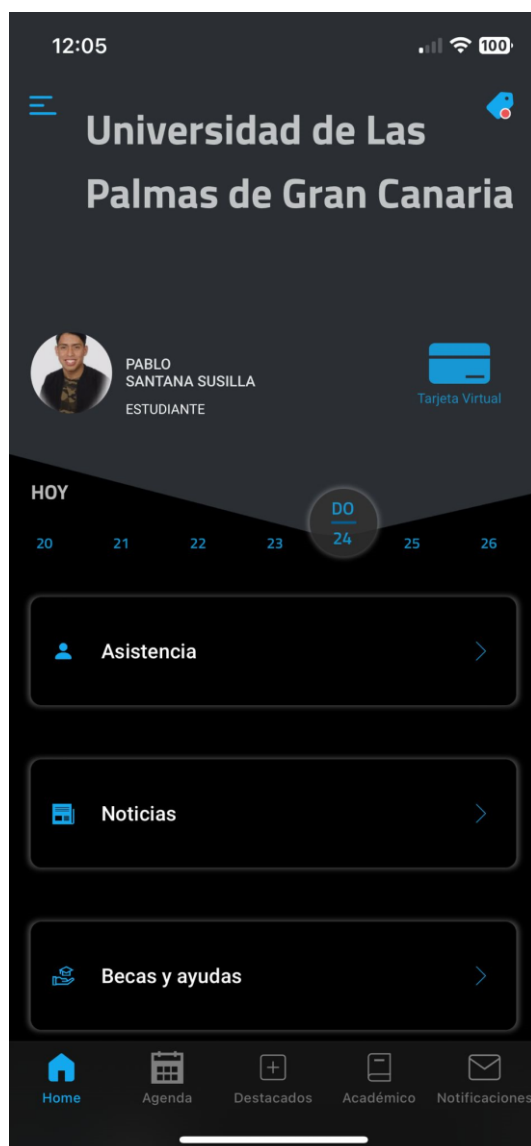 12:05
100
Universidad de Las
Palmas de Gran Canaria
PABLO
SANTANA SUSILLA
ESTUDIANTE
Tarjeta Virtual
HOY
DO
20 21 22 23 24 25 26
Asistencia
Noticias
Becas y ayudas
Home Agenda Destacados Académico Notificaciones